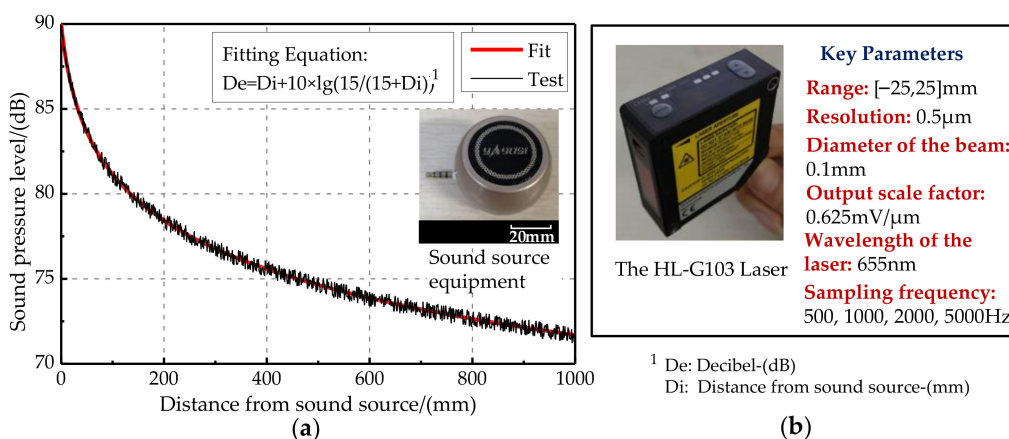 90
85
80
75
70
Sound pressure level/(dB)
Fitting Equation:
De=Di+10×lg(15/(15+Di),¹
Fit
Test
20mm
Sound source
equipment
0
200
400
600
800
1000
Distance from sound source/(mm)
(a)
LASER APERTURE
The HL-G103 Laser
Key Parameters
Range: [−25,25]mm
Resolution: 0.5μm
Diameter of the beam:
0.1mm
Output scale factor:
0.625mV/μm
Wavelength of the
laser: 655nm
Sampling frequency:
500, 1000, 2000, 5000Hz
¹ De: Decibel-(dB)
Di: Distance from sound source-(mm)
(b)